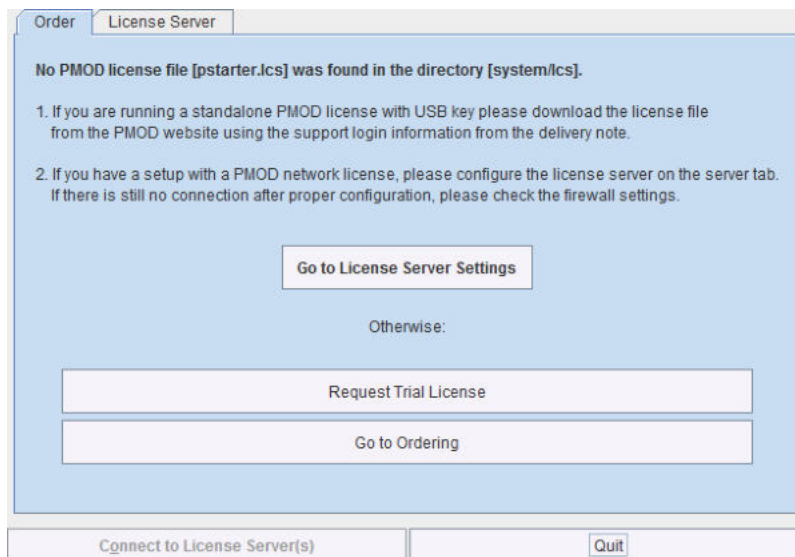 Order
License Server
No PMOD license file [pstarter.lcs] was found in the directory [system/lcs].
1. If you are running a standalone PMOD license with USB key please download the license file
from the PMOD website using the support login information from the delivery note.
2. If you have a setup with a PMOD network license, please configure the license server on the server tab.
If there is still no connection after proper configuration, please check the firewall settings.
Go to License Server Settings
Otherwise:
Request Trial License
Go to Ordering
Connect to License Server(s)
Quit